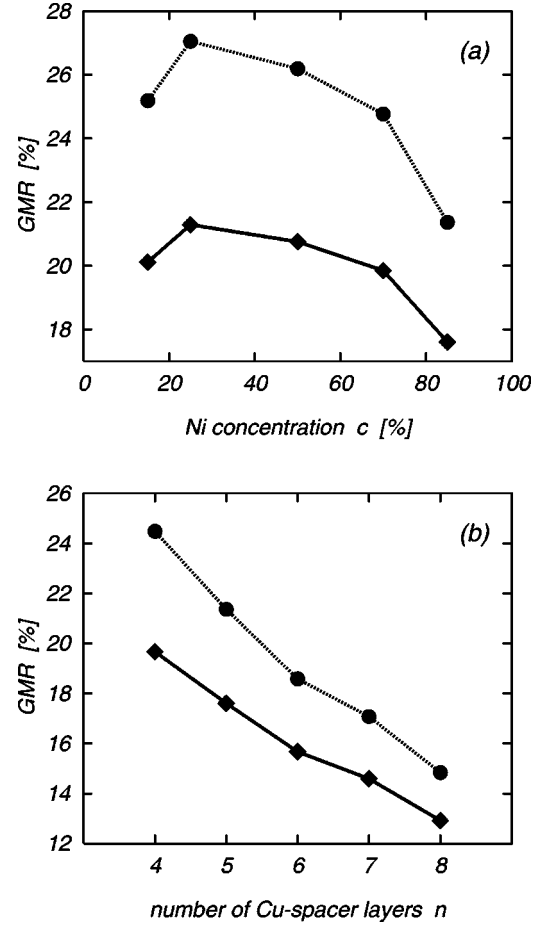 28
(a)
26
24
GMR [%]
22
20
18
0 20 40 60 80 100
Ni concentration c [%]
26
(b)
24
22
20
GMR [%]
18
16
14
12
4 5 6 7 8
number of Cu-spacer layers n